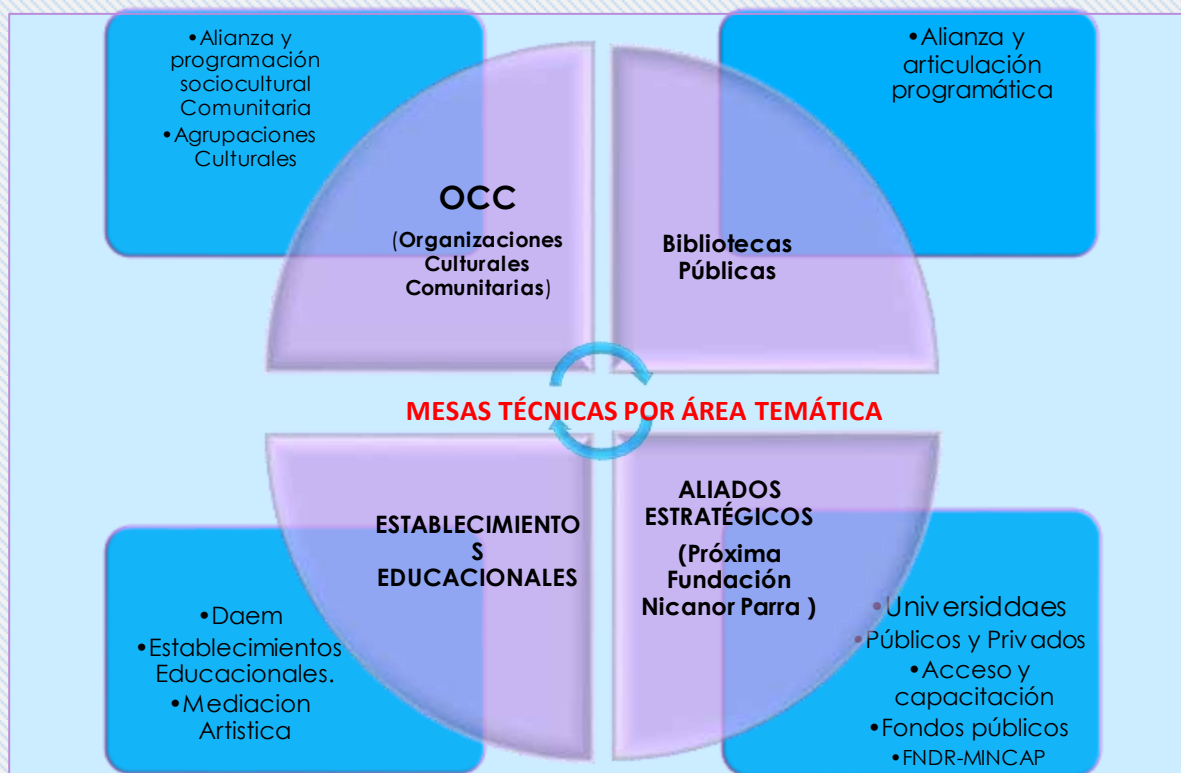 •Alianza y
programación
sociocultural
Comunitaria
•Agrupaciones
Culturales
•Alianza y
articulación
programática
OCC
(Organizaciones
Culturales
Comunitarias)
Bibliotecas
Públicas
MESAS TÉCNICAS POR ÁREA TEMÁTICA
ESTABLECIMIENTO
S
EDUCACIONALES
ALIADOS
ESTRATÉGICOS
(Próxima
Fundación
Nicanor Parra )
•Daem
•Establecimientos
Educacionales.
•Mediacion
Artistica
•Universiddaes
•Públicos y Privados
•Acceso y
capacitación
•Fondos públicos
•FNDR-MINCAP